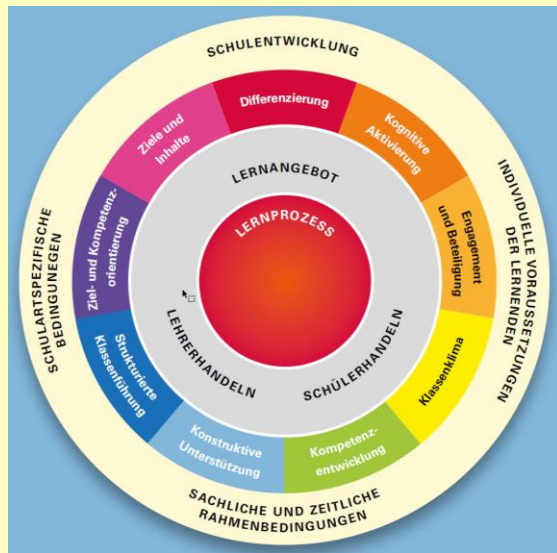 SCHULENTWICKLUNG
INDIVIDUELLE VORAUSSETZUNGEN
DER LERNENDEN
SACHLICHE UND ZEITLICHE
RAHMENBEDINGUNGEN
SCHULARTSPEZIFISCHE
BEDINGUNEGEN
Differenzierung
Kognitive
Aktivierung
Engagement
und Beteiligung
Klassenklima
Kompetenz-
entwicklung
Konstruktive
Unterstützung
Strukturierte
Klassenführung
Ziel- und Kompetenz-
orientierung
Ziele und
Inhalte
LERNANGEBOT
SCHÜLERHANDELN
LEHRERHANDELN
LERNPROZESS